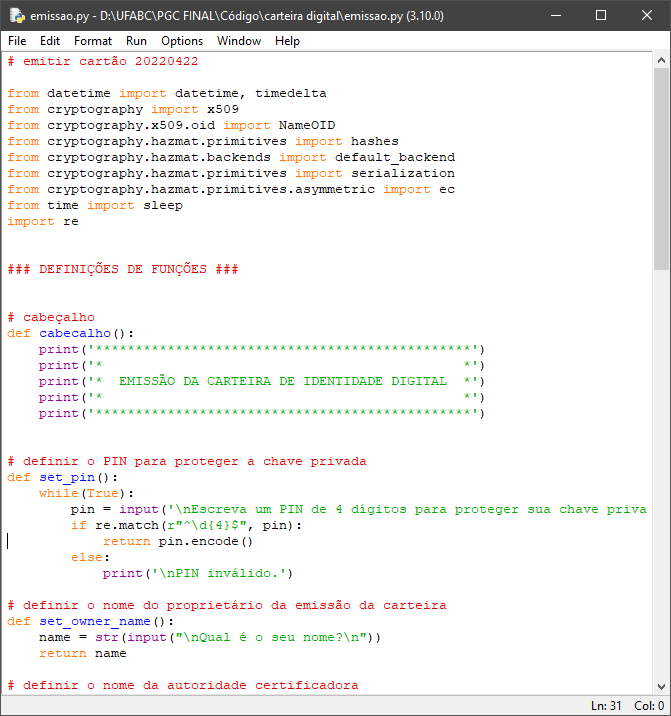 emissao.py - D:\UFABC\PGC FINAL\Código\carteira digital\emissao.py (3.10.0)
File Edit Format Run Options Window Help
# emitir cartão 20220422
from datetime import datetime, timedelta
from cryptography import x509
from cryptography.x509.oid import NameOID
from cryptography.hazmat.primitives import hashes
from cryptography.hazmat.backends import default_backend
from cryptography.hazmat.primitives import serialization
from cryptography.hazmat.primitives.asymmetric import ec
from time import sleep
import re
### DEFINIÇÕES DE FUNÇÕES ###
# cabeçalho
def cabecalho():
    print('***********************************************')
    print('*                                             *')
    print('*  EMISSÃO DA CARTEIRA DE IDENTIDADE DIGITAL  *')
    print('*                                             *')
    print('***********************************************')
# definir o PIN para proteger a chave privada
def set_pin():
    while(True):
        pin = input('\nEscreva um PIN de 4 dígitos para proteger sua chave priva
        if re.match(r"^\d{4}$", pin):
            return pin.encode()
        else:
            print('\nPIN inválido.')
# definir o nome do proprietário da emissão da carteira
def set_owner_name():
    name = str(input("\nQual é o seu nome?\n"))
    return name
# definir o nome da autoridade certificadora
Ln: 31 Col: 0